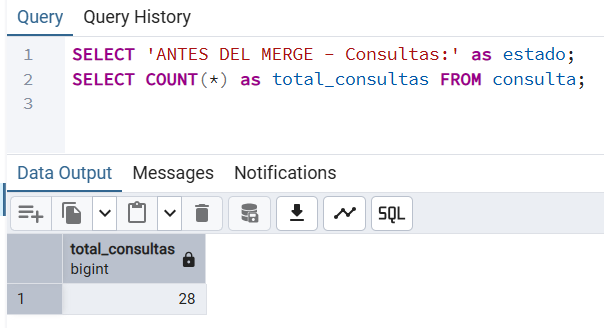 Query Query History
1 SELECT 'ANTES DEL MERGE - Consultas:' as estado;
2 SELECT COUNT(*) as total_consultas FROM consulta;
3
Data Output Messages Notifications
SQL
total_consultas
bigint
1 28